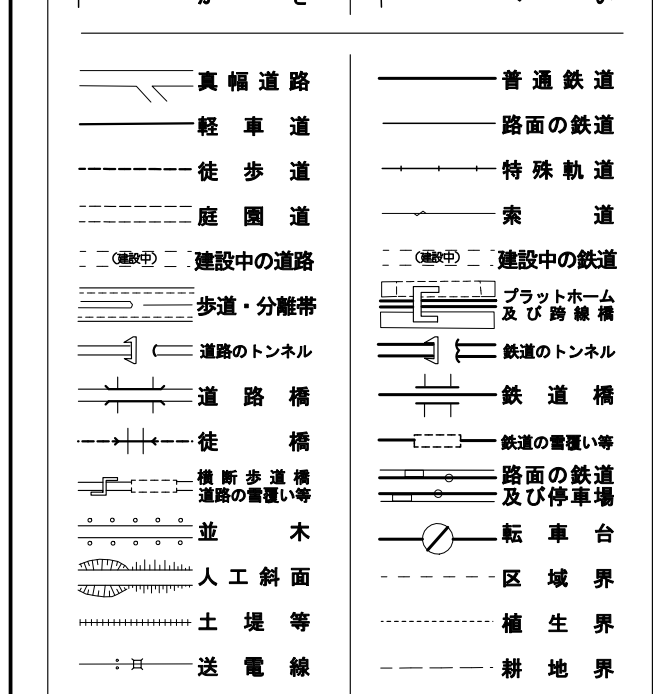 真幅道路
軽車道
徒歩道
庭園道
(建設中) 建設中の道路
歩道・分離帯
道路のトンネル
道路橋
徒橋
横断歩道橋
道路の雪覆い等
並木
人工斜面
土堤等
送電線
普通鉄道
路面の鉄道
特殊軌道
索道
(建設中) 建設中の鉄道
プラットホーム
及び跨線橋
鉄道のトンネル
鉄道橋
鉄道の雪覆い等
路面の鉄道
及び停車場
転車台
区域界
植生界
耕地界